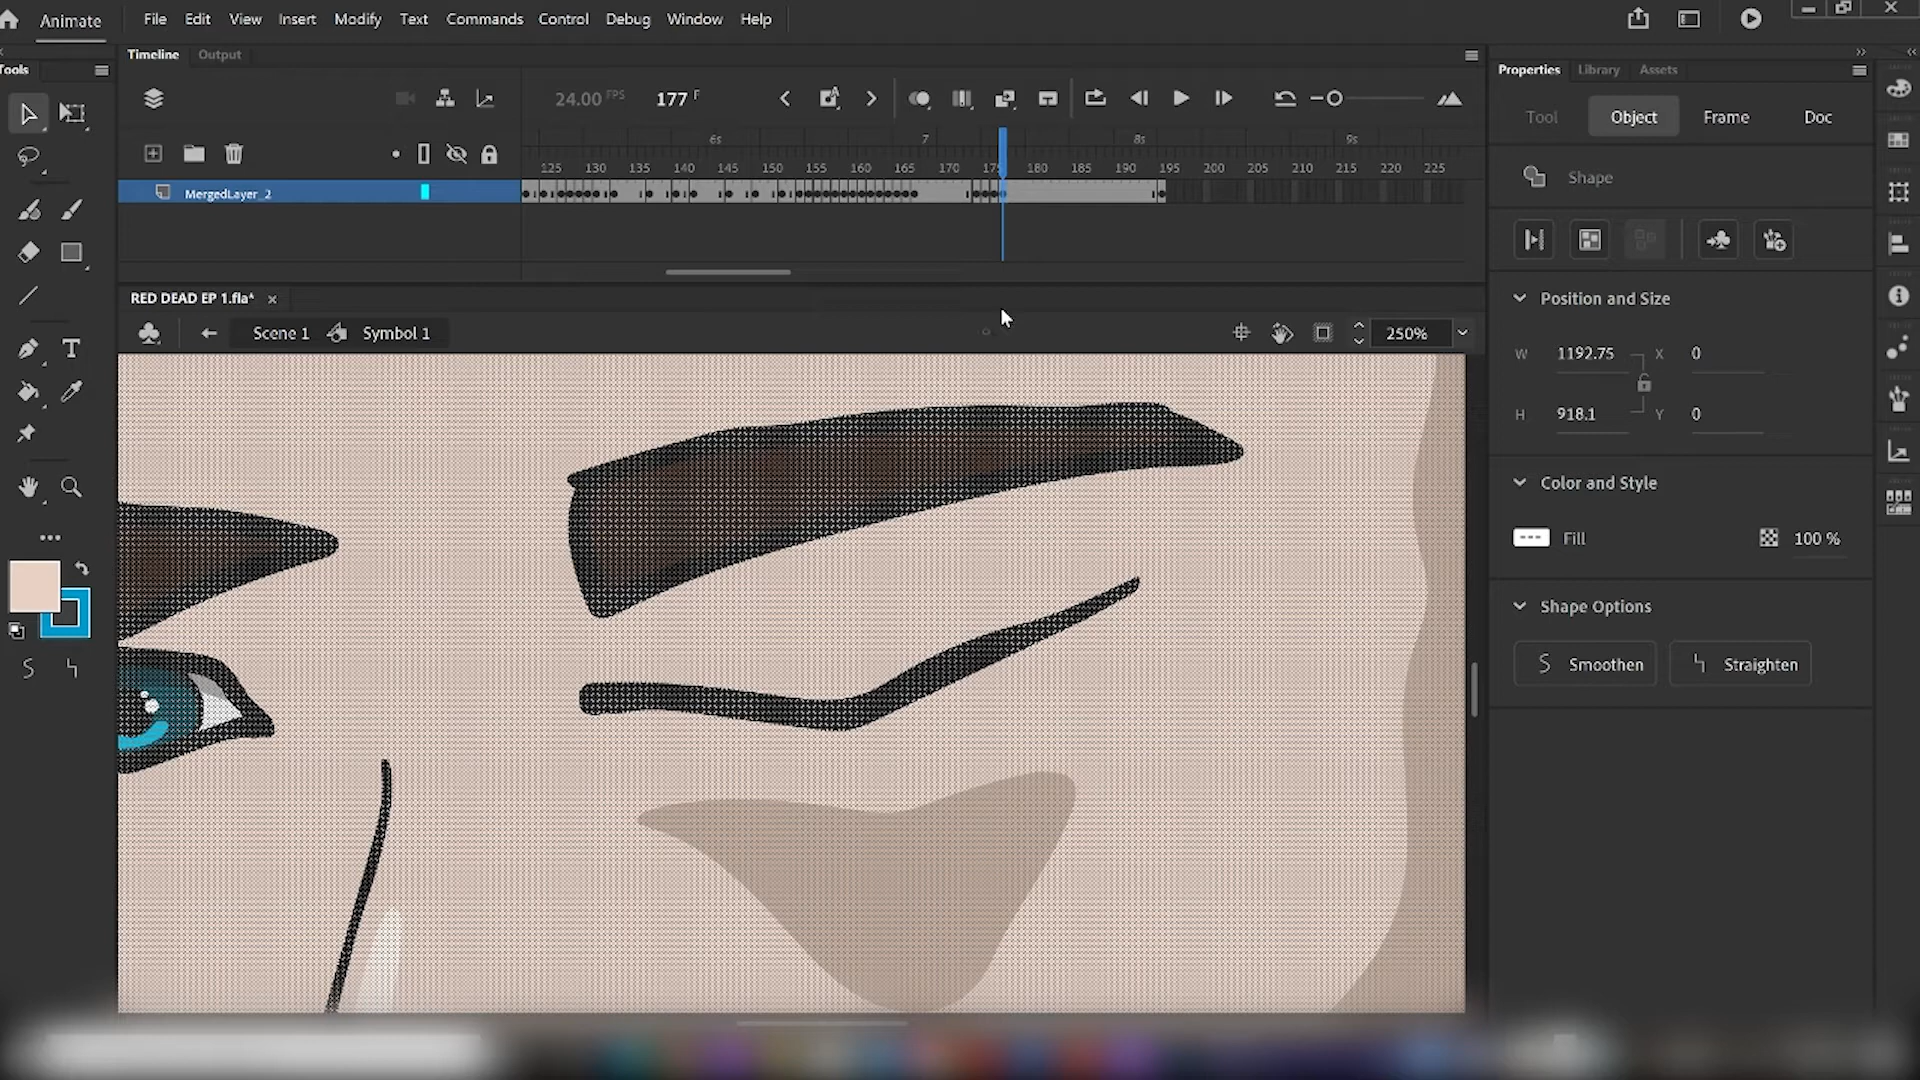 Animate File Edit View Insert Modify Text Commands Control Debug Window Help
Timeline Output
Tools
Properties Library Assets
24.00 FPS 177 F
Tool Object Frame Doc
6s 7 8s 9s
125 130 135 140 145 150 155 160 165 170 175 180 185 190 195 200 205 210 215 220 225
MergedLayer_2
Shape
RED DEAD EP 1.fla* ×
Scene 1 Symbol 1 250%
Position and Size
W 1192.75 X 0
H 918.1 Y 0
Color and Style
Fill 100 %
Shape Options
Smoothen Straighten